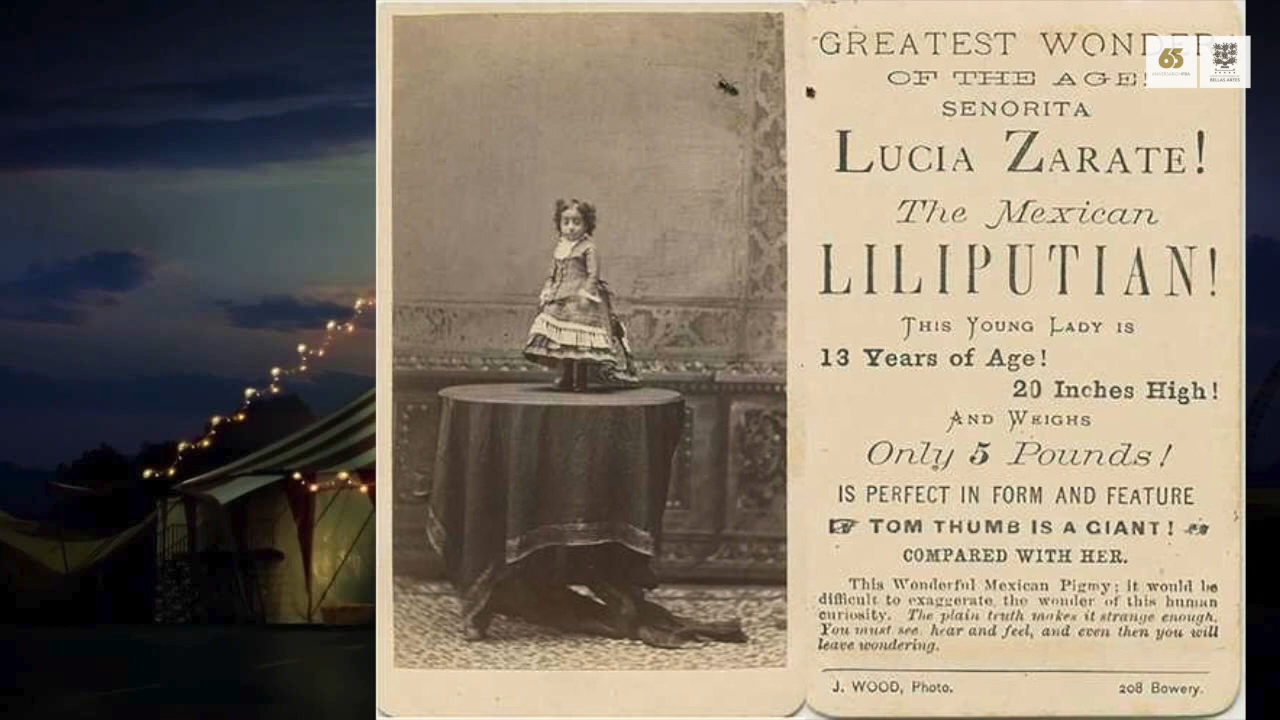 GREATEST WONDER
OF THE AGE!
SENORITA
LUCIA ZARATE!
The Mexican
LILIPUTIAN!
THIS YOUNG LADY IS
13 Years of Age!
20 Inches High!
AND WEIGHS
Only 5 Pounds!
IS PERFECT IN FORM AND FEATURE
☞ TOM THUMB IS A GIANT! ☜
COMPARED WITH HER.
This Wonderful Mexican Pigmy; it would be
difficult to exaggerate the wonder of this human
curiosity. The plain truth makes it strange enough.
You must see, hear and feel, and even then you will
leave wondering.
J. WOOD, Photo. 208 Bowery.
65
BELLAS ARTES